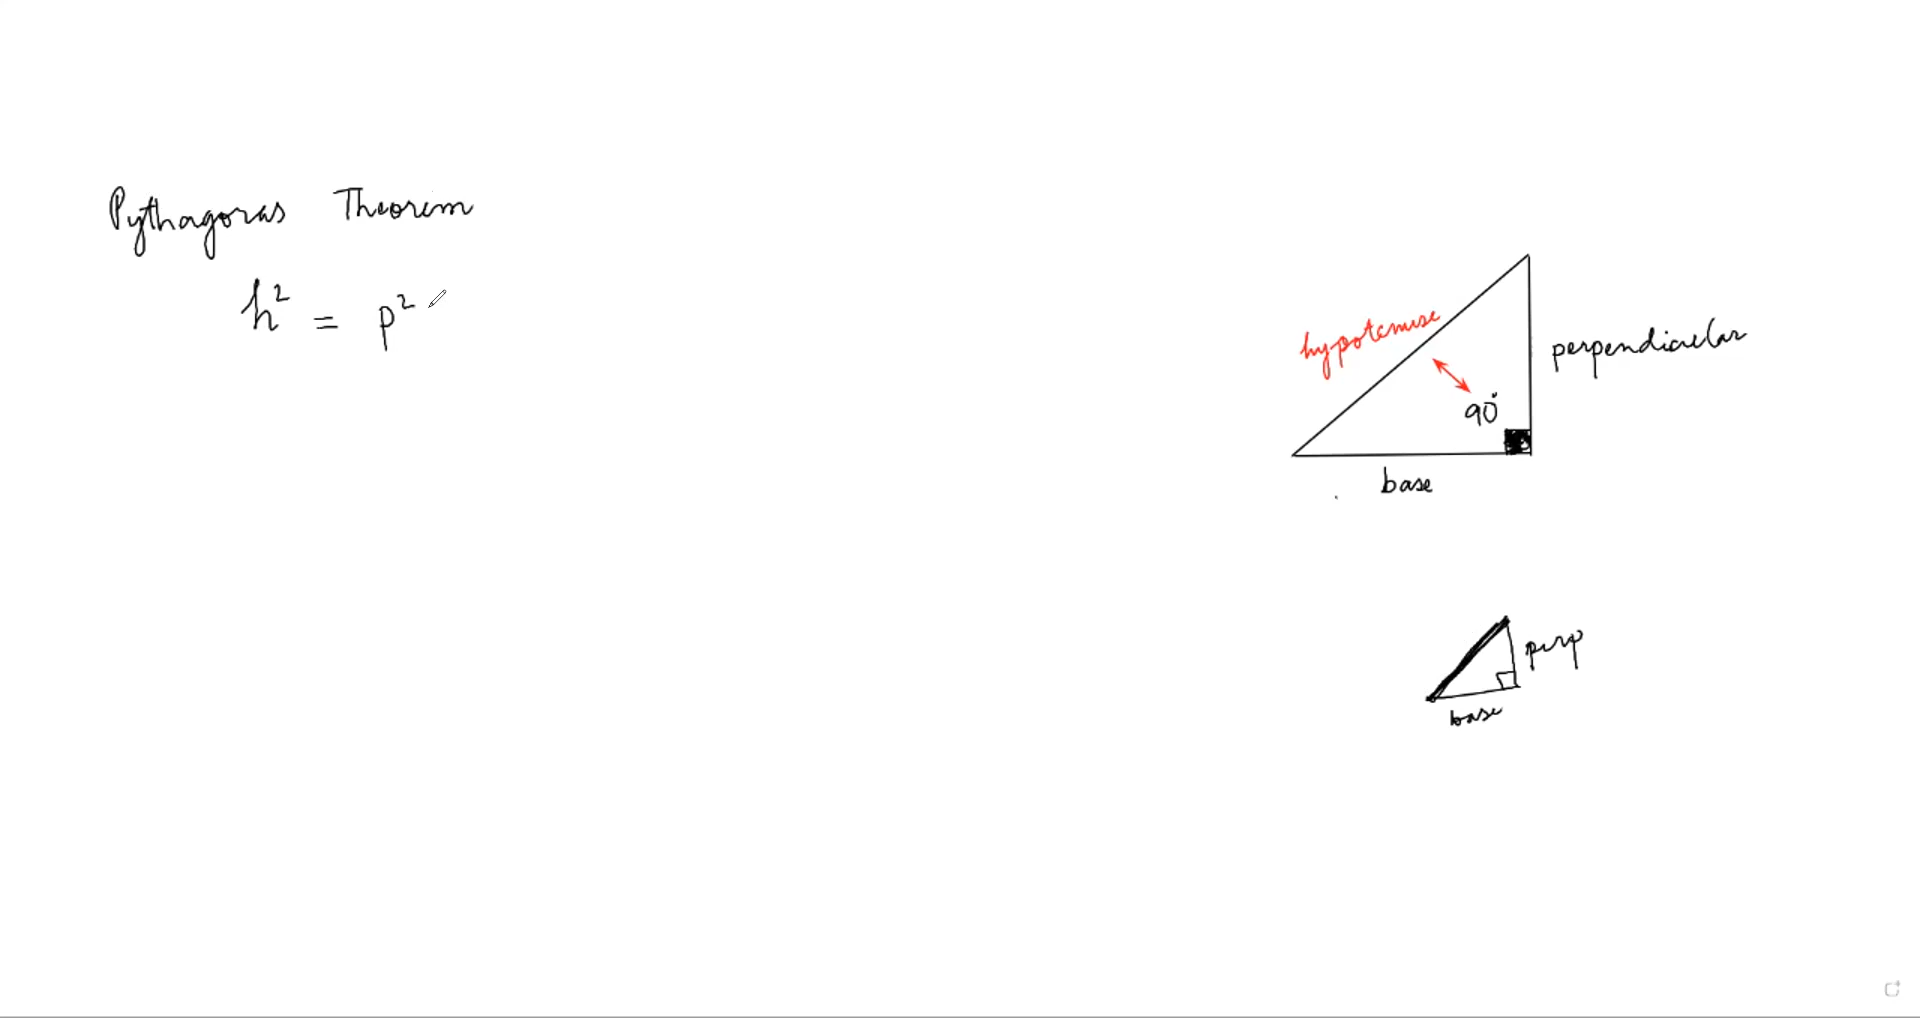 Pythagoras Theorem
h² = p²
hypotenuse
perpendicular
90°
base
perp
base